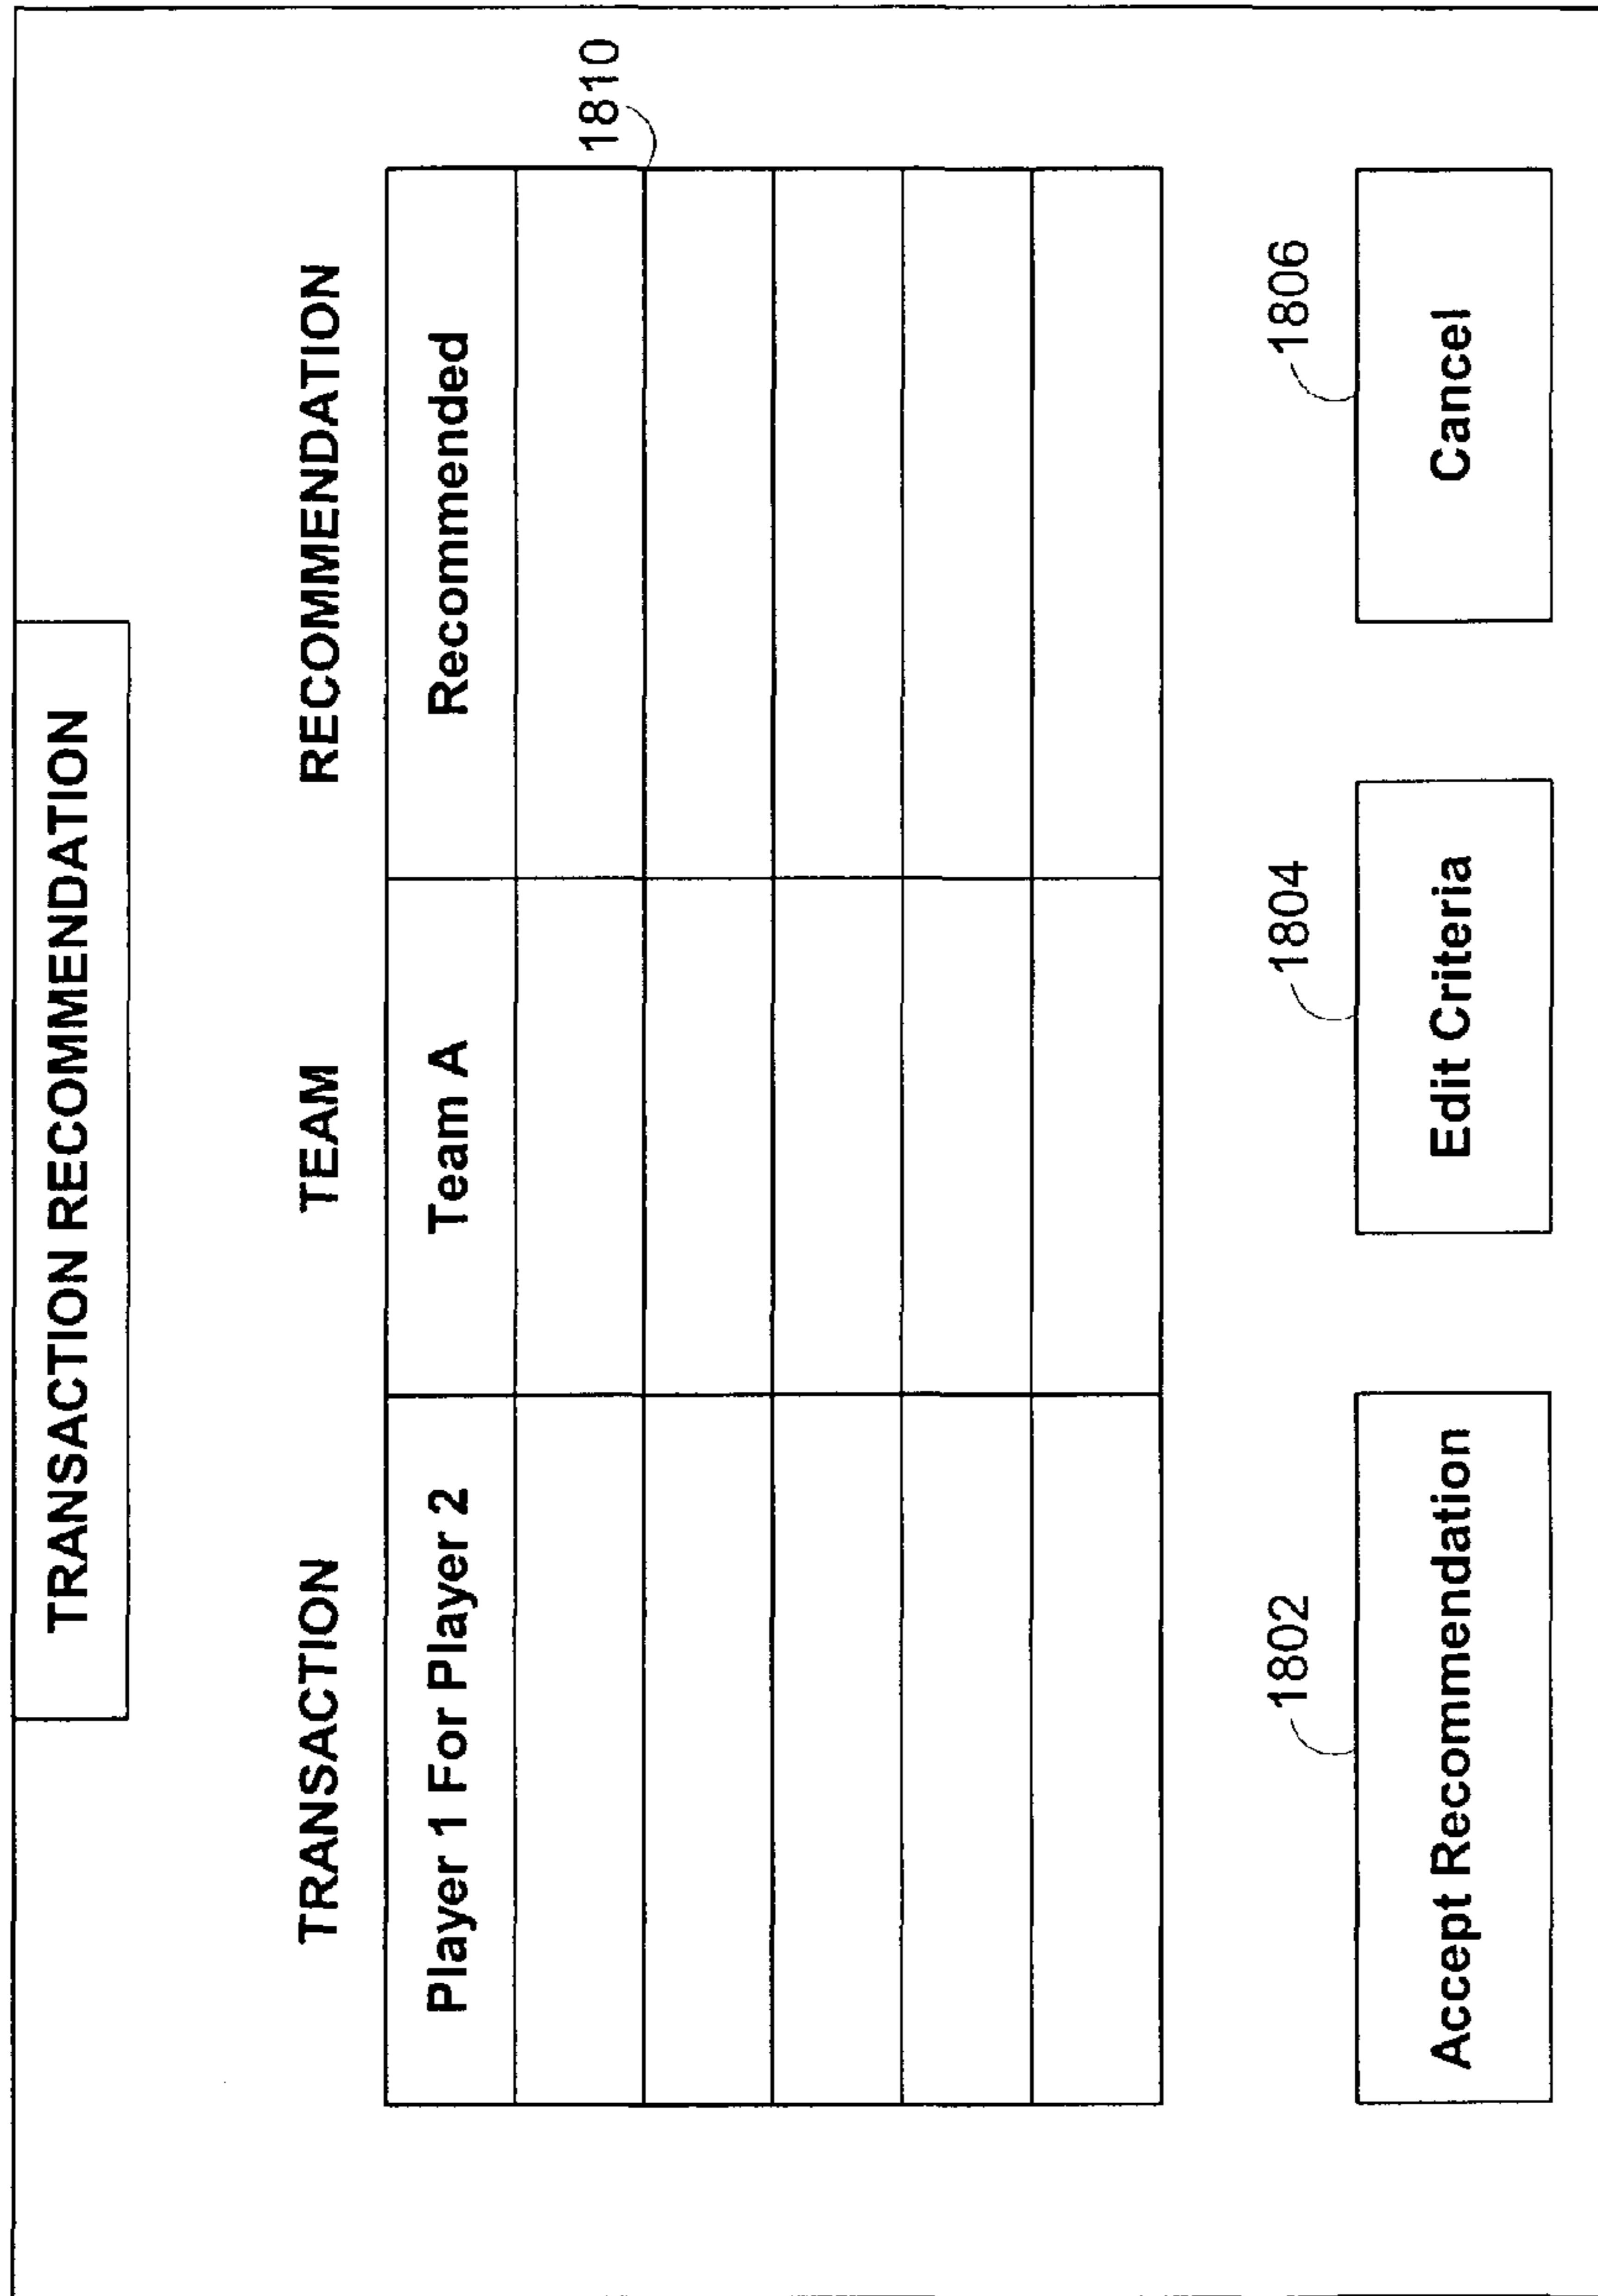 TRANSACTION RECOMMENDATION
TRANSACTION TEAM RECOMMENDATION
Player 1 For Player 2 Team A Recommended
1810
1802 1804 1806
Accept Recommendation Edit Criteria Cancel